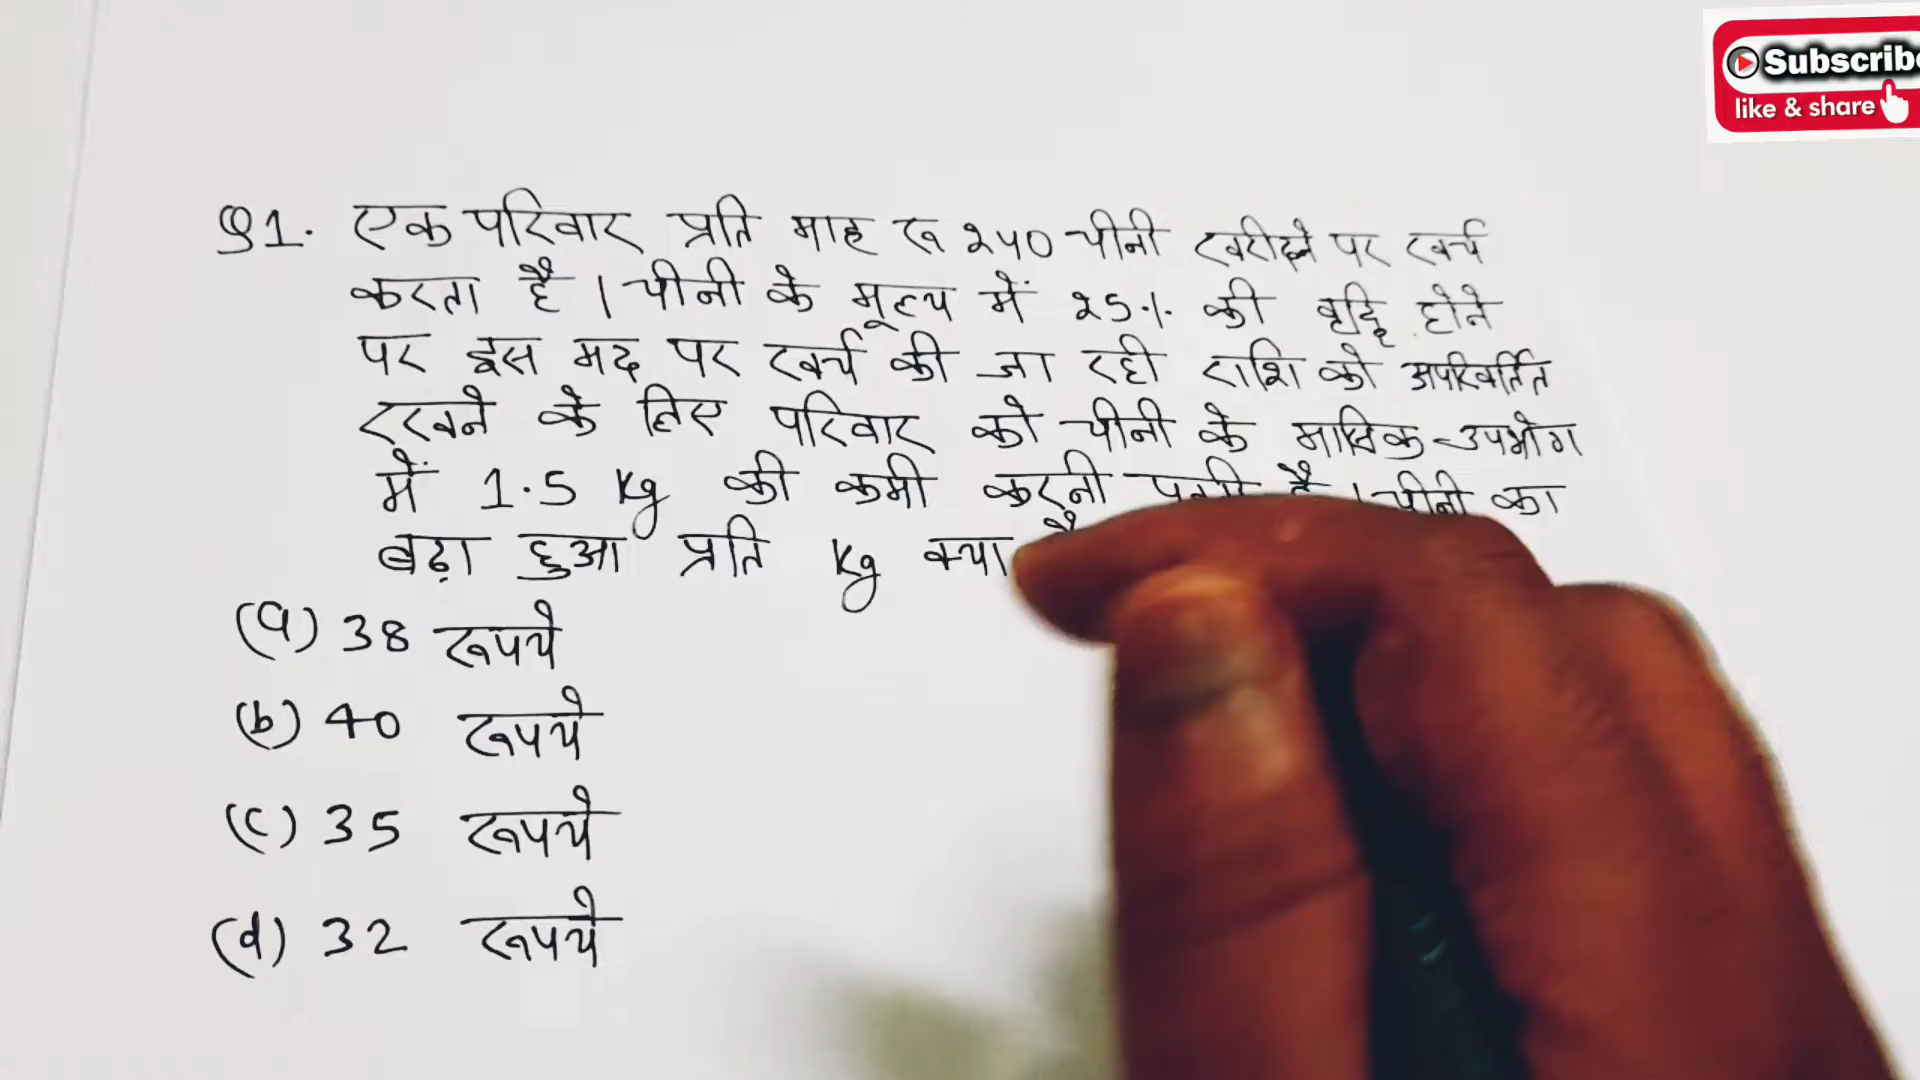 Subscribe
like & share
Q1. एक परिवार प्रति माह रू 240 चीनी खरीदने पर खर्च
करता है । चीनी के मूल्य में 25% की वृद्धि होने
पर इस मद पर खर्च की जा रही राशि को अपरिवर्तित
रखने के लिए परिवार को चीनी के मासिक उपभोग
में 1.5 kg की कमी करनी है । चीनी का
बढ़ा हुआ प्रति kg क्या
(a) 38 रूपये
(b) 40 रूपये
(c) 35 रूपये
(d) 32 रूपये